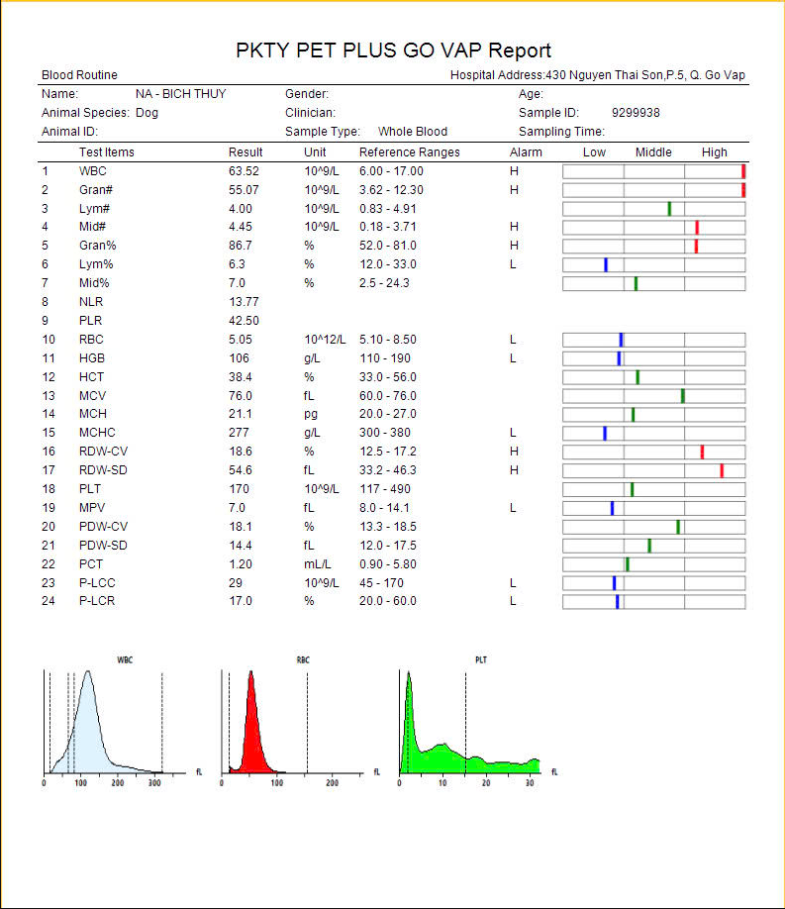 PKTY PET PLUS GO VAP Report
Blood Routine Hospital Address:430 Nguyen Thai Son,P.5, Q. Go Vap
Name: NA - BICH THUY Gender: Age:
Animal Species: Dog Clinician: Sample ID: 9299938
Animal ID: Sample Type: Whole Blood Sampling Time:
Test Items Result Unit Reference Ranges Alarm Low Middle High
1 WBC 63.52 10^9/L 6.00 - 17.00 H
2 Gran# 55.07 10^9/L 3.62 - 12.30 H
3 Lym# 4.00 10^9/L 0.83 - 4.91
4 Mid# 4.45 10^9/L 0.18 - 3.71 H
5 Gran% 86.7 % 52.0 - 81.0 H
6 Lym% 6.3 % 12.0 - 33.0 L
7 Mid% 7.0 % 2.5 - 24.3
8 NLR 13.77
9 PLR 42.50
10 RBC 5.05 10^12/L 5.10 - 8.50 L
11 HGB 106 g/L 110 - 190 L
12 HCT 38.4 % 33.0 - 56.0
13 MCV 76.0 fL 60.0 - 76.0
14 MCH 21.1 pg 20.0 - 27.0
15 MCHC 277 g/L 300 - 380 L
16 RDW-CV 18.6 % 12.5 - 17.2 H
17 RDW-SD 54.6 fL 33.2 - 46.3 H
18 PLT 170 10^9/L 117 - 490
19 MPV 7.0 fL 8.0 - 14.1 L
20 PDW-CV 18.1 % 13.3 - 18.5
21 PDW-SD 14.4 fL 12.0 - 17.5
22 PCT 1.20 mL/L 0.90 - 5.80
23 P-LCC 29 10^9/L 45 - 170 L
24 P-LCR 17.0 % 20.0 - 60.0 L
WBC RBC PLT
fL fL fL
0 100 200 300 0 100 200 0 10 20 30